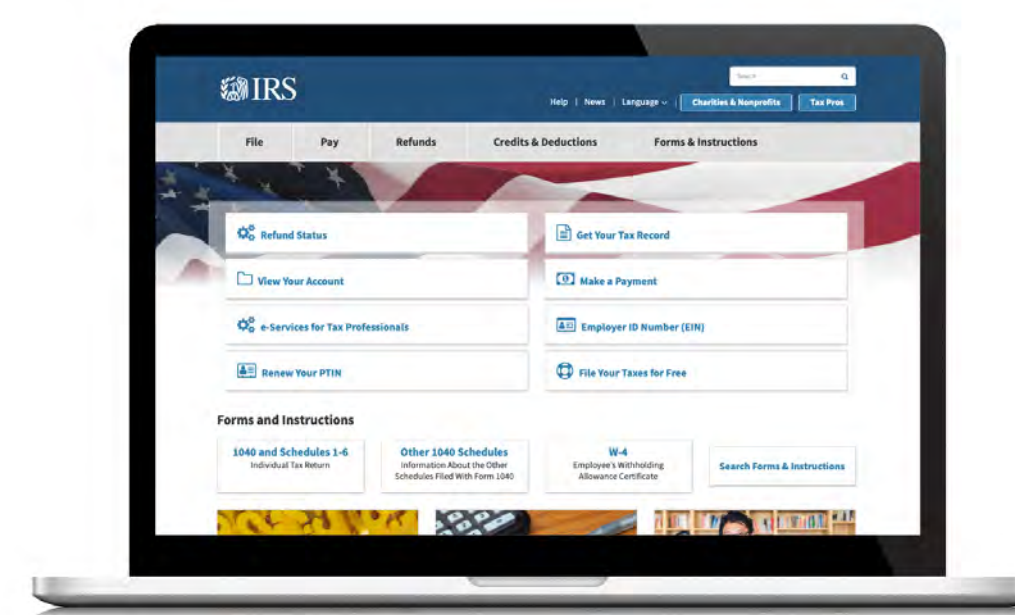 IRS
Search
Help | News | Language | Charities & Nonprofits Tax Pros
File Pay Refunds Credits & Deductions Forms & Instructions
Refund Status
Get Your Tax Record
View Your Account
Make a Payment
e-Services for Tax Professionals
Employer ID Number (EIN)
Renew Your PTIN
File Your Taxes for Free
Forms and Instructions
1040 and Schedules 1-6
Individual Tax Return
Other 1040 Schedules
Information About the Other
Schedules Filed With Form 1040
W-4
Employee's Withholding
Allowance Certificate
Search Forms & Instructions